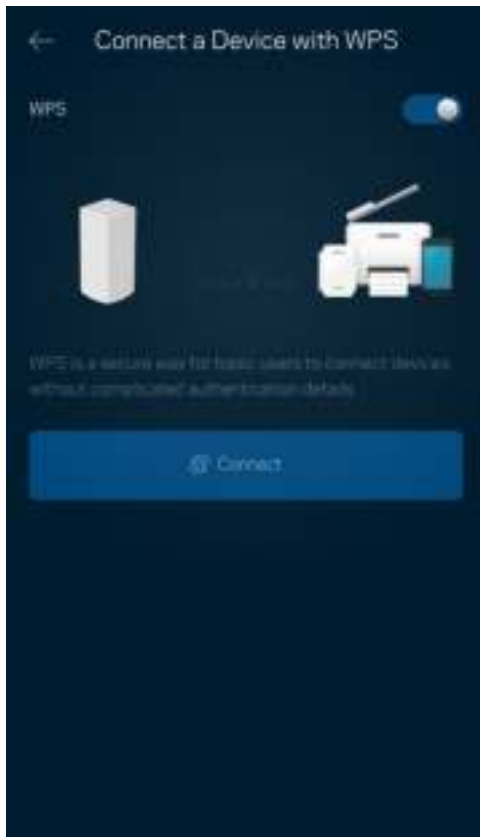 Connect a Device with WPS
WPS
WPS is a secure way for basic users to connect devices
without complicated authentication details.
Connect